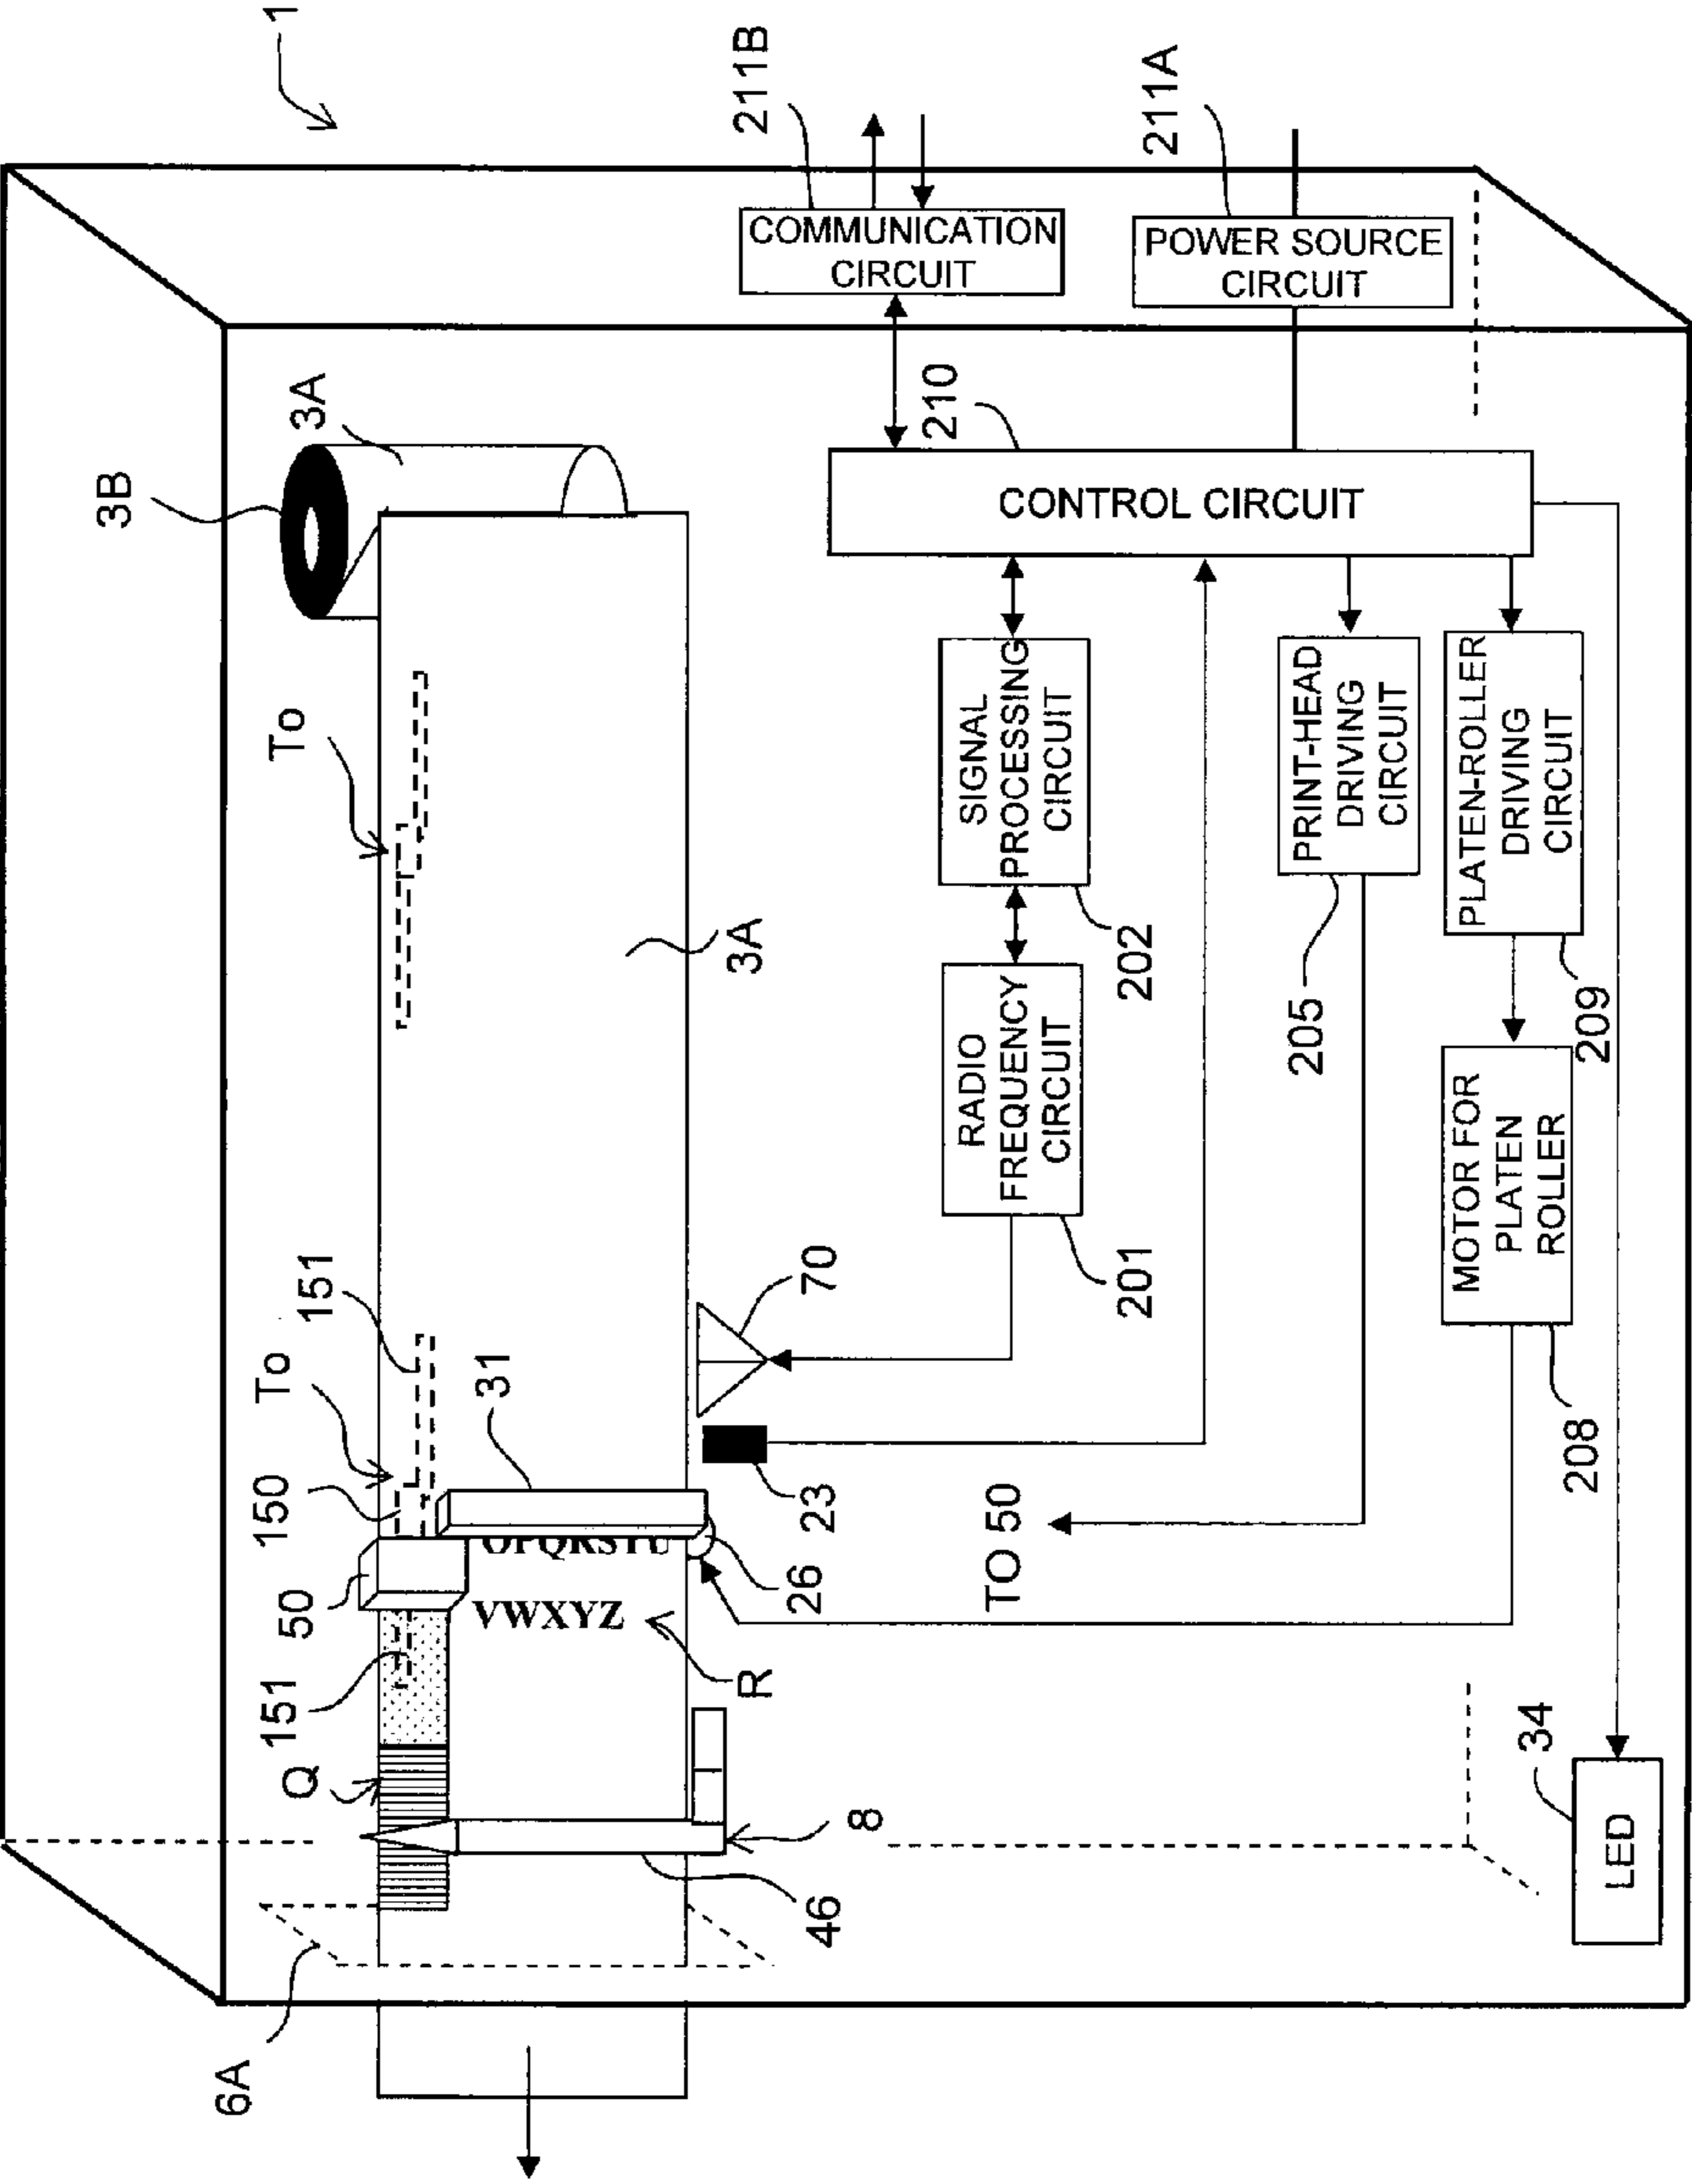 1
211B
211A
COMMUNICATION
CIRCUIT
POWER SOURCE
CIRCUIT
3B
3A
210
CONTROL CIRCUIT
To
3A
SIGNAL
PROCESSING
CIRCUIT
202
PRINT-HEAD
DRIVING
CIRCUIT
205
PLATEN-ROLLER
DRIVING
CIRCUIT
209
RADIO
FREQUENCY
CIRCUIT
201
MOTOR FOR
PLATEN
ROLLER
208
151
To
150
31
70
23
50
OPQRSTU
26
TO 50
VWXYZ
151
R
Q
8
46
34
LED
6A